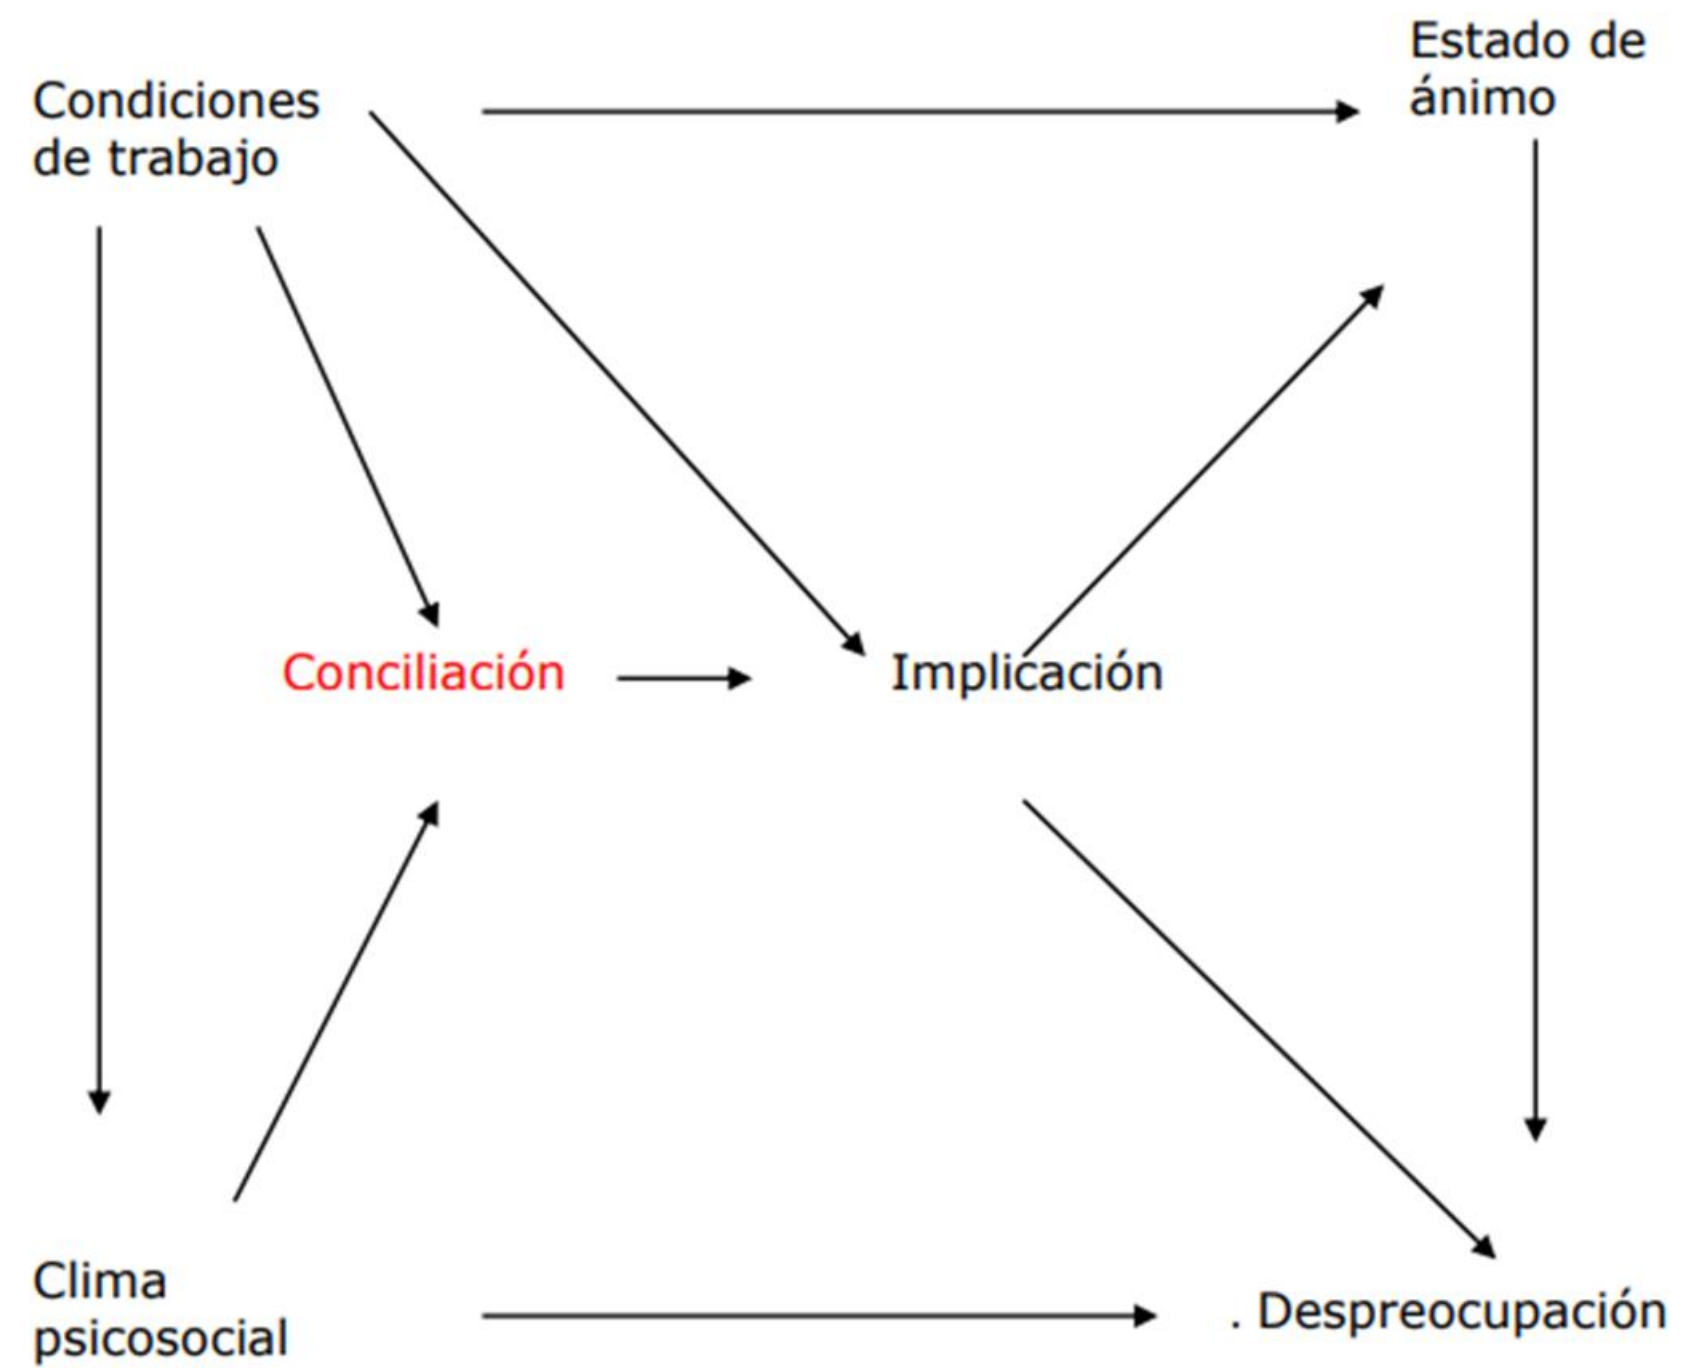 Estado de
ánimo
Condiciones
de trabajo
Conciliación
Implicación
Clima
psicosocial
. Despreocupación